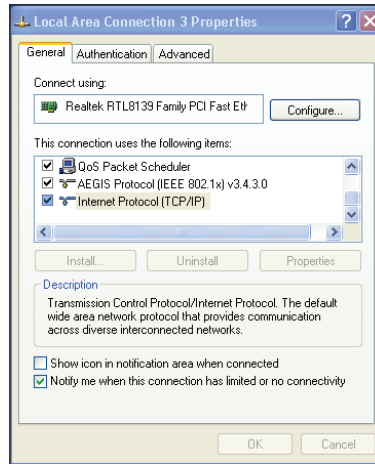 Local Area Connection 3 Properties
General Authentication Advanced
Connect using:
Realtek RTL8139 Family PCI Fast Eth
Configure...
This connection uses the following items:
QoS Packet Scheduler
AEGIS Protocol (IEEE 802.1x) v3.4.3.0
Internet Protocol (TCP/IP)
Install... Uninstall Properties
Description
Transmission Control Protocol/Internet Protocol. The default
wide area network protocol that provides communication
across diverse interconnected networks.
Show icon in notification area when connected
Notify me when this connection has limited or no connectivity
OK Cancel